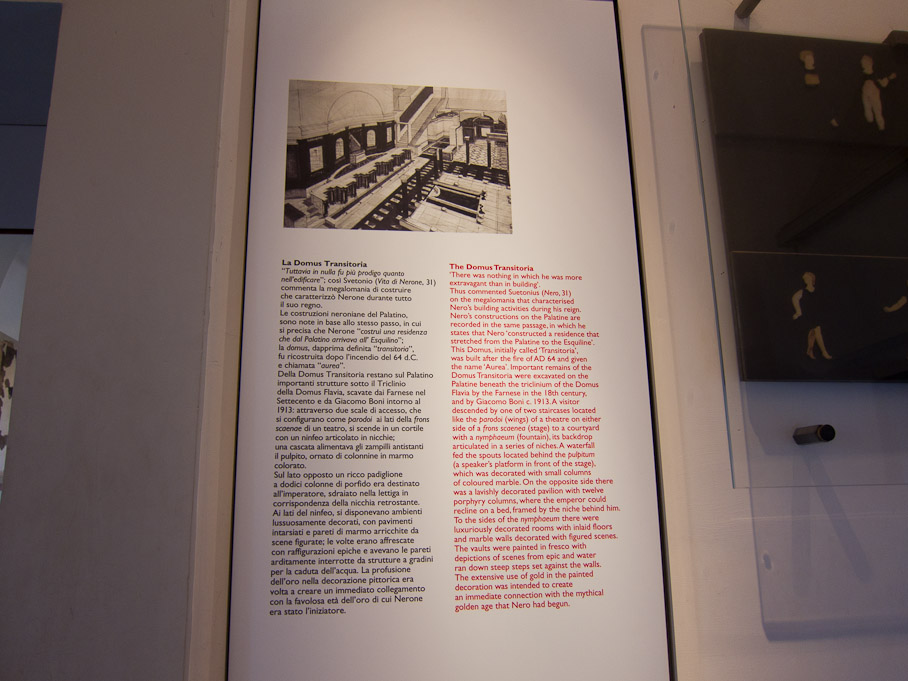 La Domus Transitoria
"Tuttavia in nulla fu più prodigo quanto
nell'edificare"; così Svetonio (Vita di Nerone, 31)
commenta la megalomania di costruire
che caratterizzò Nerone durante tutto
il suo regno.
Le costruzioni neroniane del Palatino,
sono note in base allo stesso passo, in cui
si precisa che Nerone "costruì una residenza
che dal Palatino arrivava all' Esquilino";
la domus, dapprima definita "transitoria",
fu ricostruita dopo l'incendio del 64 d.C.
e chiamata "aurea".
Della Domus Transitoria restano sul Palatino
importanti strutture sotto il Triclinio
della Domus Flavia, scavate dai Farnese nel
Settecento e da Giacomo Boni intorno al
1913: attraverso due scale di accesso, che
si configurano come parodoi ai lati della frons
scaenae di un teatro, si scende in un cortile
con un ninfeo articolato in nicchie;
una cascata alimentava gli zampilli antistanti
il pulpito, ornato di colonnine in marmo
colorato.
Sul lato opposto un ricco padiglione
a dodici colonne di porfido era destinato
all'imperatore, sdraiato nella lettiga in
corrispondenza della nicchia retrostante.
Ai lati del ninfeo, si disponevano ambienti
lussuosamente decorati, con pavimenti
intarsiati e pareti di marmo arricchite da
scene figurate; le volte erano affrescate
con raffigurazioni epiche e avevano le pareti
arditamente interrotte da strutture a gradini
per la caduta dell'acqua. La profusione
dell'oro nella decorazione pittorica era
volta a creare un immediato collegamento
con la favolosa età dell'oro di cui Nerone
era stato l'iniziatore.
The Domus Transitoria
'There was nothing in which he was more
extravagant than in building'.
Thus commented Suetonius (Nero, 31)
on the megalomania that characterised
Nero's building activities during his reign.
Nero's constructions on the Palatine are
recorded in the same passage, in which he
states that Nero 'constructed a residence that
stretched from the Palatine to the Esquiline'.
This Domus, initially called 'Transitoria',
was built after the fire of AD 64 and given
the name 'Aurea'. Important remains of the
Domus Transitoria were excavated on the
Palatine beneath the triclinium of the Domus
Flavia by the Farnese in the 18th century,
and by Giacomo Boni c. 1913. A visitor
descended by one of two staircases located
like the parodoi (wings) of a theatre on either
side of a frons scaenea (stage) to a courtyard
with a nymphaeum (fountain), its backdrop
articulated in a series of niches. A waterfall
fed the spouts located behind the pulpitum
(a speaker's platform in front of the stage),
which was decorated with small columns
of coloured marble. On the opposite side there
was a lavishly decorated pavilion with twelve
porphyry columns, where the emperor could
recline on a bed, framed by the niche behind him.
To the sides of the nymphaeum there were
luxuriously decorated rooms with inlaid floors
and marble walls decorated with figured scenes.
The vaults were painted in fresco with
depictions of scenes from epic and water
ran down steep steps set against the walls.
The extensive use of gold in the painted
decoration was intended to create
an immediate connection with the mythical
golden age that Nero had begun.